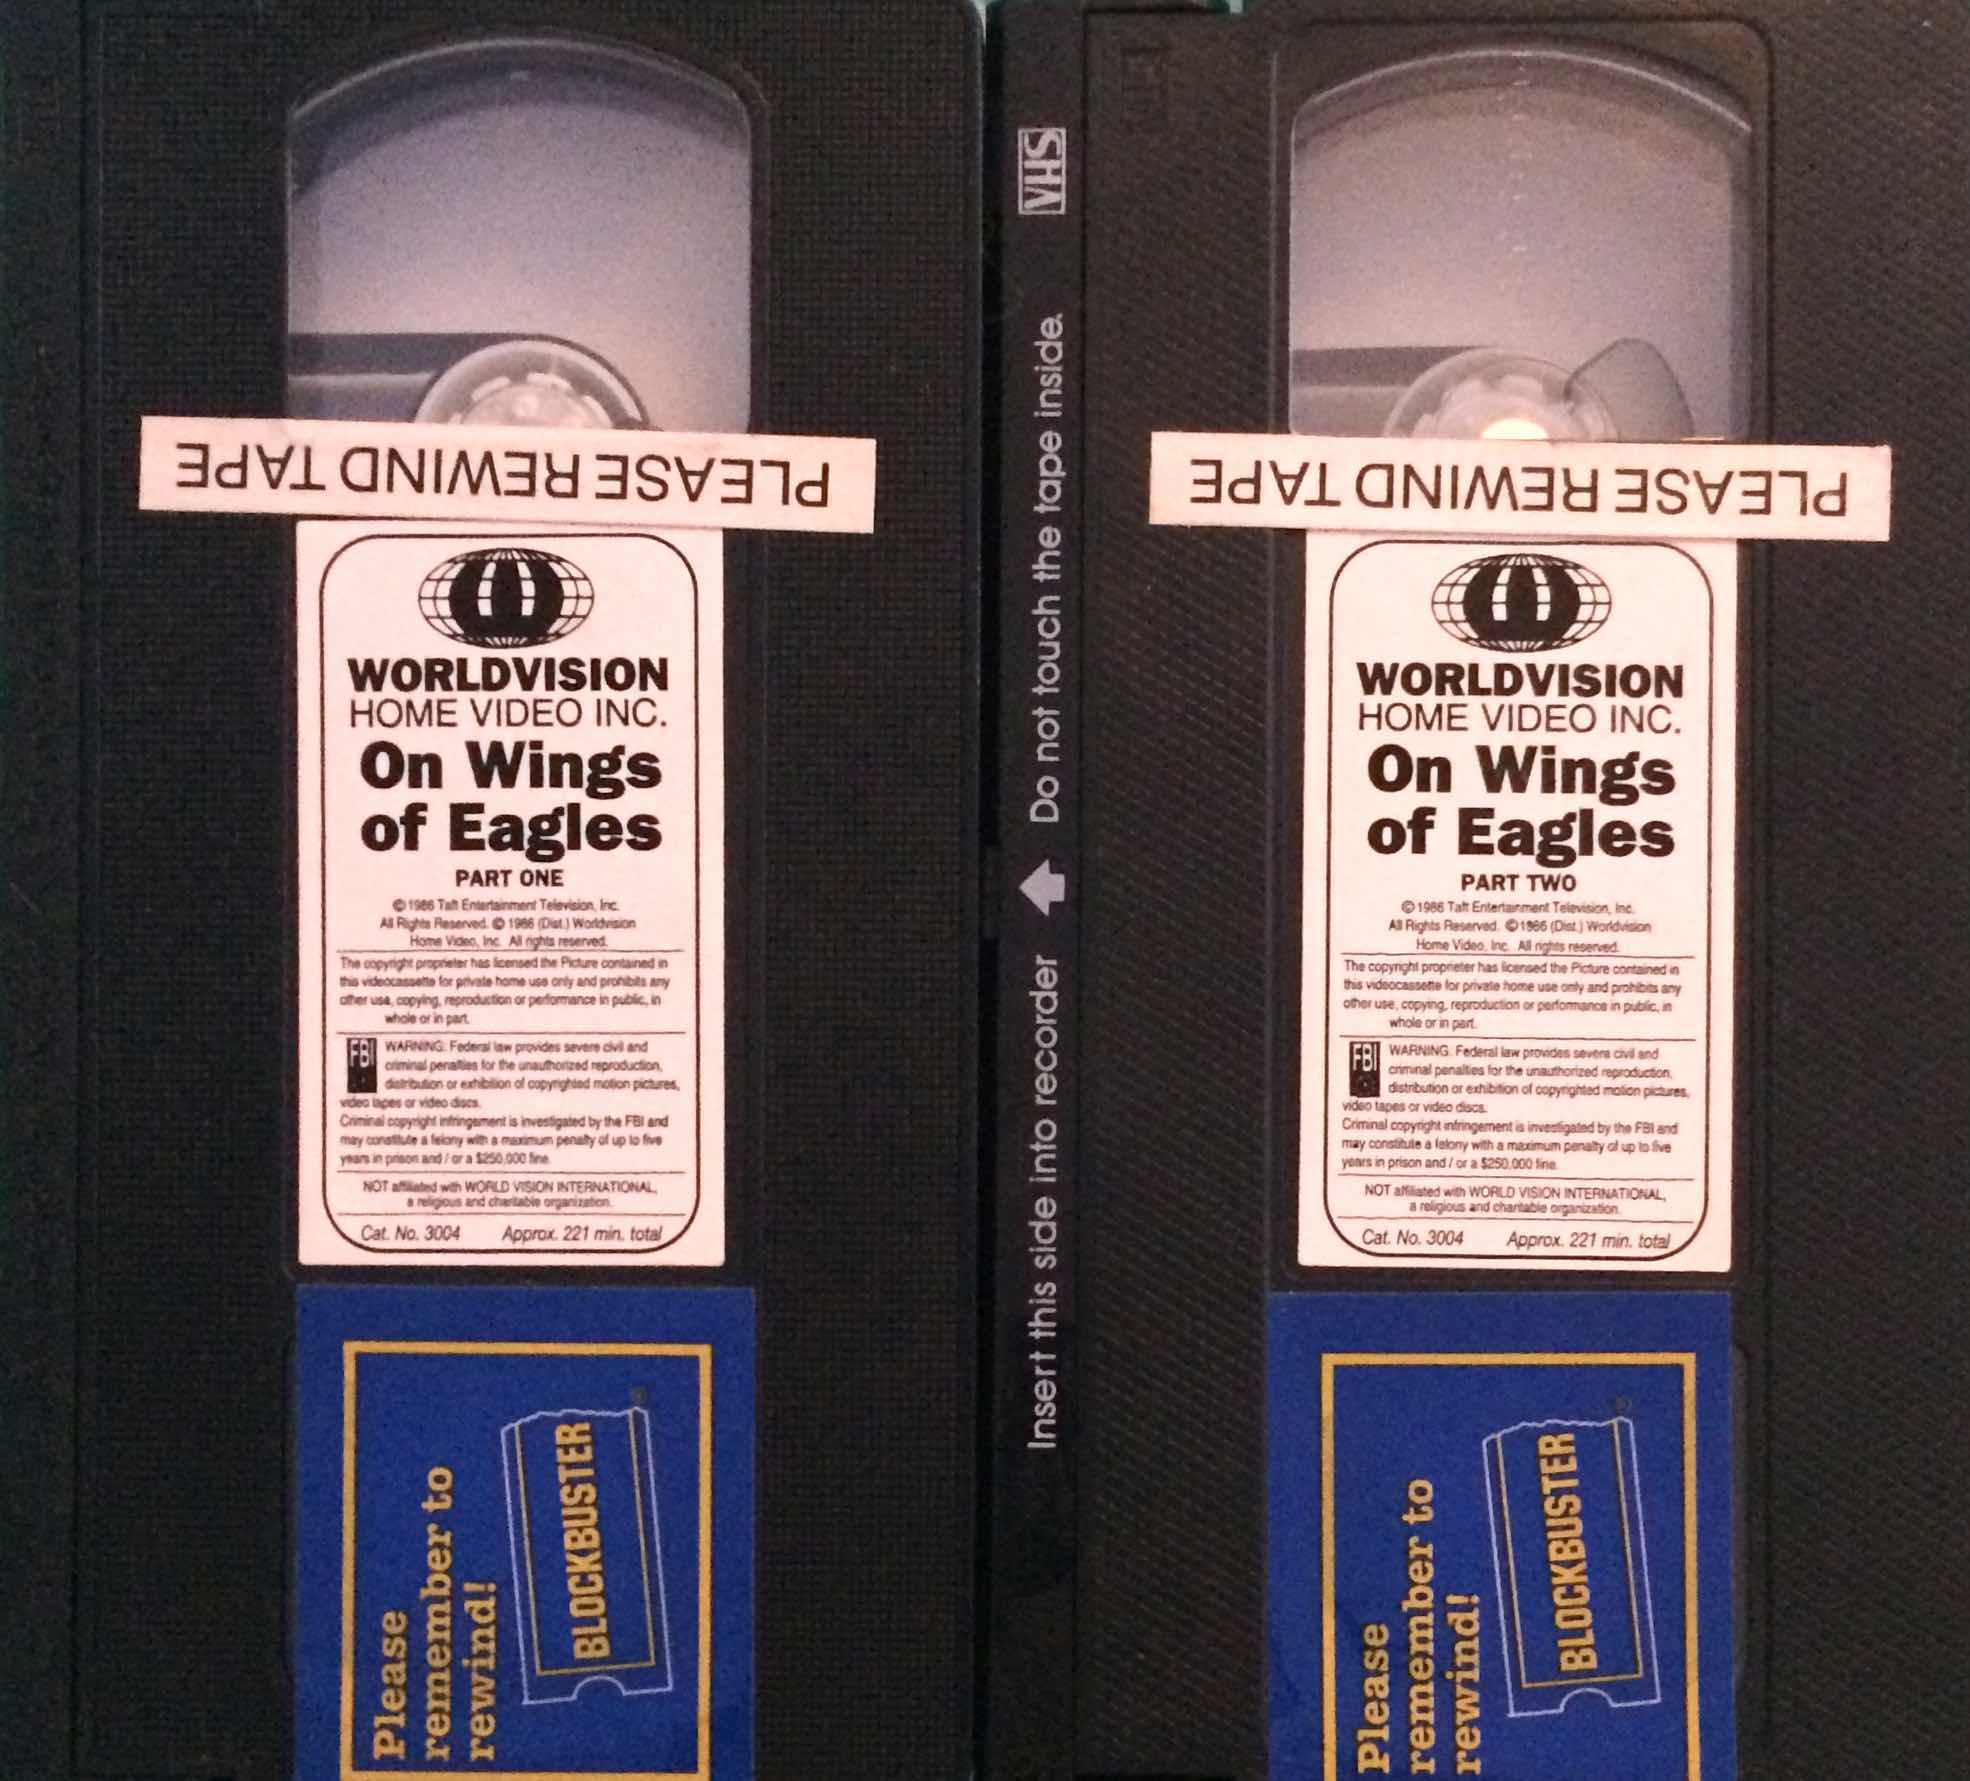 PLEASE REWIND TAPE
WORLDVISION
HOME VIDEO INC.
On Wings
of Eagles
PART ONE
©1986 Taft Entertainment Television, Inc.
All Rights Reserved. © 1986 (Dist.) Worldvision
Home Video, Inc. All rights reserved.
The copyright proprieter has licensed the Picture contained in
this videocassette for private home use only and prohibits any
other use, copying, reproduction or performance in public, in
whole or in part.
FBI
WARNING: Federal law provides severe civil and
criminal penalties for the unauthorized reproduction,
distribution or exhibition of copyrighted motion pictures,
video tapes or video discs.
Criminal copyright infringement is investigated by the FBI and
may constitute a felony with a maximum penalty of up to five
years in prison and / or a $250,000 fine.
NOT affiliated with WORLD VISION INTERNATIONAL,
a religious and charitable organization.
Cat. No. 3004 Approx. 221 min. total
Please
remember to
rewind!
BLOCKBUSTER
®
Insert this side into recorder Do not touch the tape inside.
VHS
PLEASE REWIND TAPE
WORLDVISION
HOME VIDEO INC.
On Wings
of Eagles
PART TWO
©1986 Taft Entertainment Television, Inc.
All Rights Reserved. ©1986 (Dist.) Worldvision
Home Video, Inc. All rights reserved.
The copyright proprieter has licensed the Picture contained in
this videocassette for private home use only and prohibits any
other use, copying, reproduction or performance in public, in
whole or in part.
FBI
WARNING: Federal law provides severe civil and
criminal penalties for the unauthorized reproduction,
distribution or exhibition of copyrighted motion pictures,
video tapes or video discs.
Criminal copyright infringement is investigated by the FBI and
may constitute a felony with a maximum penalty of up to five
years in prison and / or a $250,000 fine.
NOT affiliated with WORLD VISION INTERNATIONAL,
a religious and charitable organization.
Cat. No. 3004 Approx. 221 min. total
Please
remember to
rewind!
BLOCKBUSTER
®